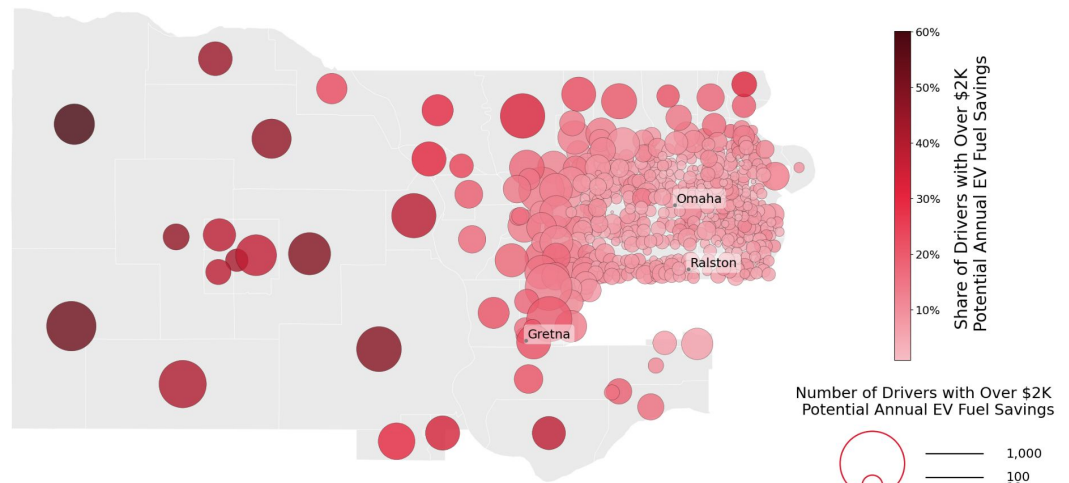 60%
50%
40%
30%
20%
10%
Share of Drivers with Over $2K
Potential Annual EV Fuel Savings
Omaha
Ralston
Gretna
Number of Drivers with Over $2K
Potential Annual EV Fuel Savings
1,000
100